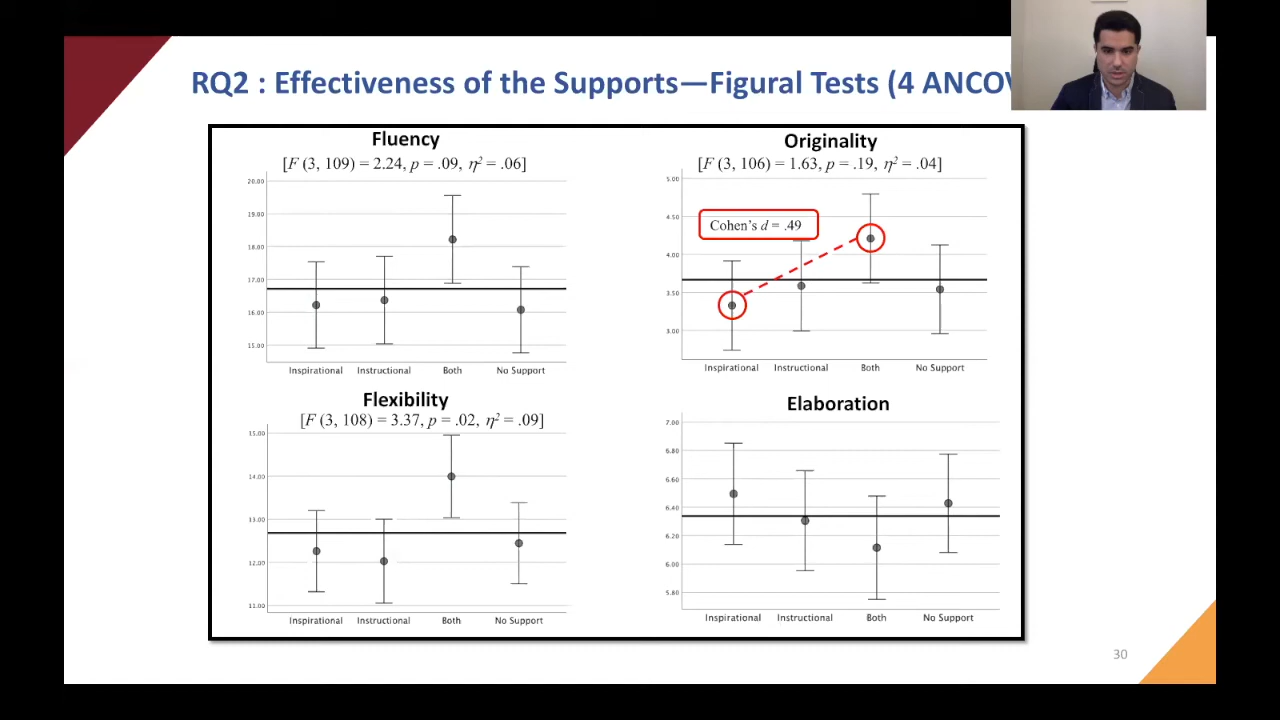 RQ2 : Effectiveness of the Supports—Figural Tests (4 ANCOV
Fluency
[F (3, 109) = 2.24, p = .09, η² = .06]
20.00
19.00
18.00
17.00
16.00
15.00
Inspirational Instructional Both No Support
Originality
[F (3, 106) = 1.63, p = .19, η² = .04]
5.00
4.50
4.00
3.50
3.00
Cohen's d = .49
Inspirational Instructional Both No Support
Flexibility
[F (3, 108) = 3.37, p = .02, η² = .09]
15.00
14.00
13.00
12.00
11.00
Inspirational Instructional Both No Support
Elaboration
7.00
6.80
6.60
6.40
6.20
6.00
5.80
Inspirational Instructional Both No Support
30